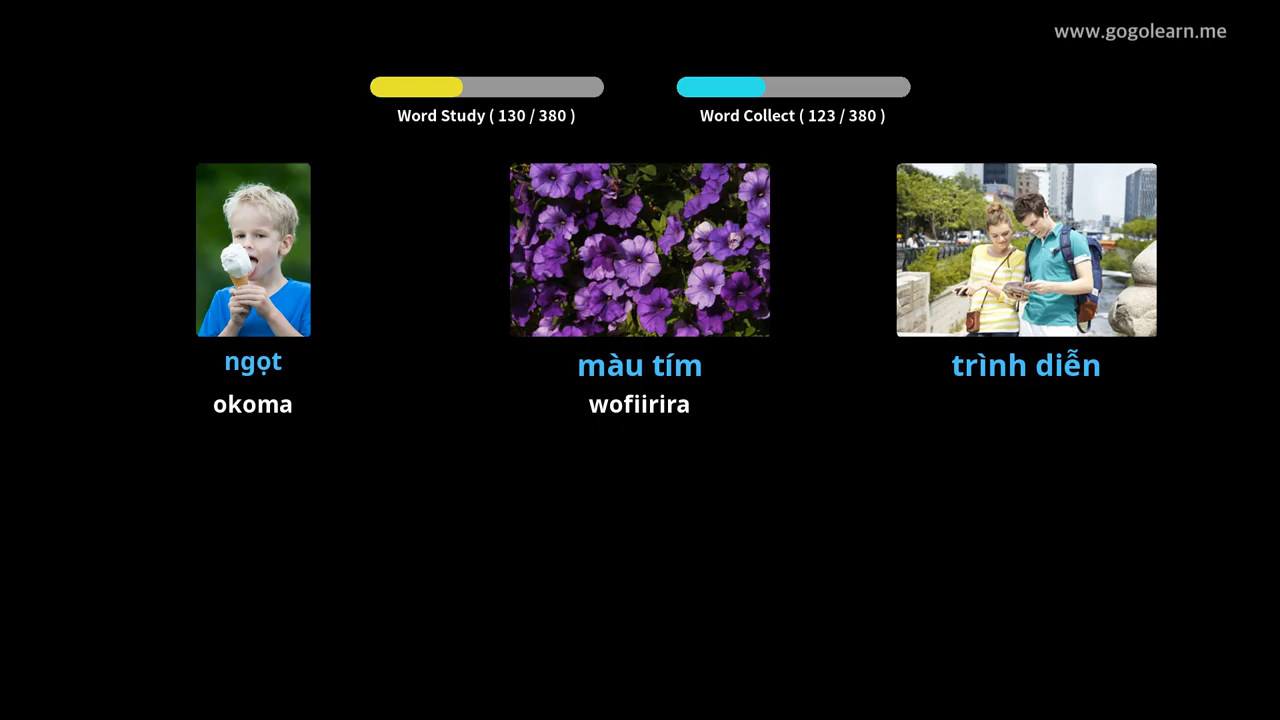 www.gogolearn.me
Word Study ( 130 / 380 )
Word Collect ( 123 / 380 )
ngọt
màu tím
trình diễn
okoma
wofiirira